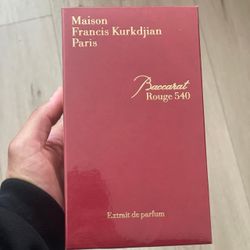 Maison
Francis Kurkdjian
Paris
Baccarat
Rouge 540
Extrait de parfum